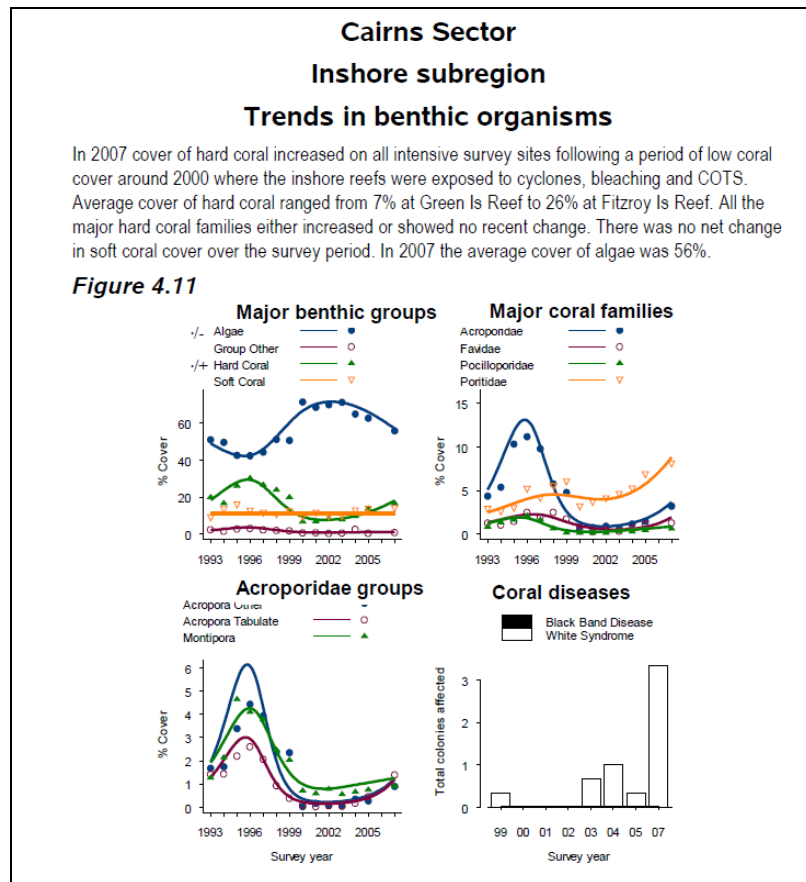 Cairns Sector
Inshore subregion
Trends in benthic organisms
In 2007 cover of hard coral increased on all intensive survey sites following a period of low coral
cover around 2000 where the inshore reefs were exposed to cyclones, bleaching and COTS.
Average cover of hard coral ranged from 7% at Green Is Reef to 26% at Fitzroy Is Reef. All the
major hard coral families either increased or showed no recent change. There was no net change
in soft coral cover over the survey period. In 2007 the average cover of algae was 56%.
Figure 4.11
Major benthic groups
·/- Algae
Group Other
·/+ Hard Coral
Soft Coral
% Cover
60
40
20
0
1993 1996 1999 2002 2005
Major coral families
Acroporidae
Favidae
Pocilloporidae
Poritidae
% Cover
15
10
5
0
1993 1996 1999 2002 2005
Acroporidae groups
Acropora Other
Acropora Tabulate
Montipora
% Cover
6
5
4
3
2
1
0
1993 1996 1999 2002 2005
Survey year
Coral diseases
Black Band Disease
White Syndrome
Total colonies affected
3
2
1
0
99 00 01 02 03 04 05 07
Survey year